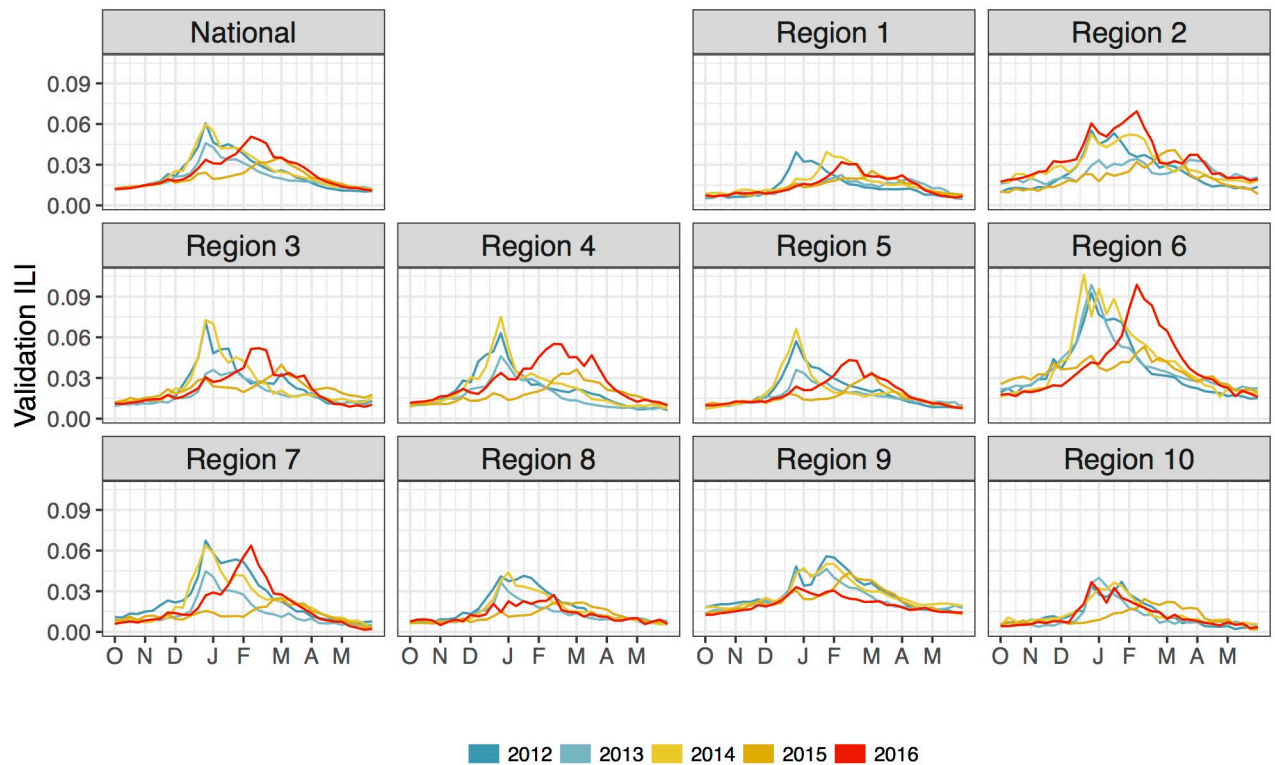 National Region 1 Region 2
0.09
0.06
0.03
0.00
Region 3 Region 4 Region 5 Region 6
Validation ILI
0.09
0.06
0.03
0.00
Region 7 Region 8 Region 9 Region 10
0.09
0.06
0.03
0.00
O N D J F M A M O N D J F M A M O N D J F M A M O N D J F M A M
2012 2013 2014 2015 2016